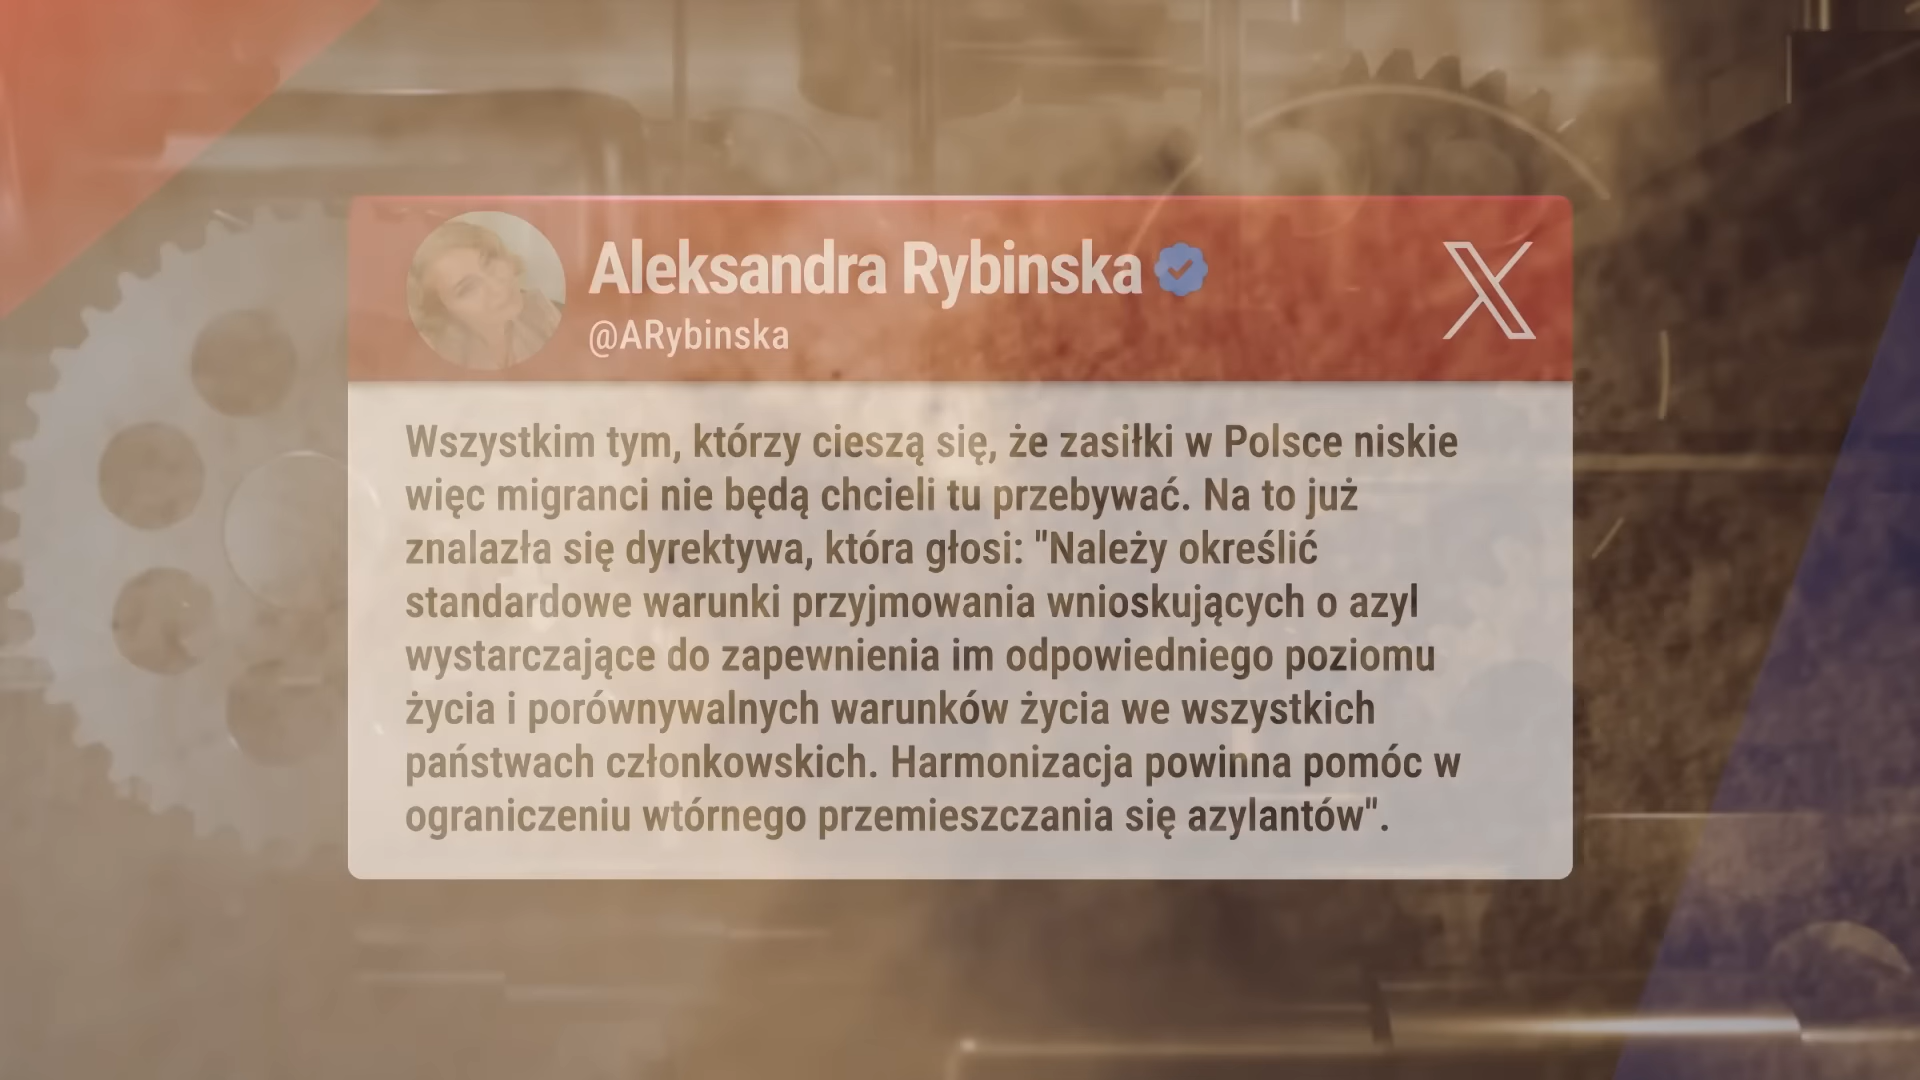 Aleksandra Rybinska
@ARybinska
Wszystkim tym, którzy cieszą się, że zasiłki w Polsce niskie
więc migranci nie będą chcieli tu przebywać. Na to już
znalazła się dyrektywa, która głosi: "Należy określić
standardowe warunki przyjmowania wnioskujących o azyl
wystarczające do zapewnienia im odpowiedniego poziomu
życia i porównywalnych warunków życia we wszystkich
państwach członkowskich. Harmonizacja powinna pomóc w
ograniczeniu wtórnego przemieszczania się azylantów".